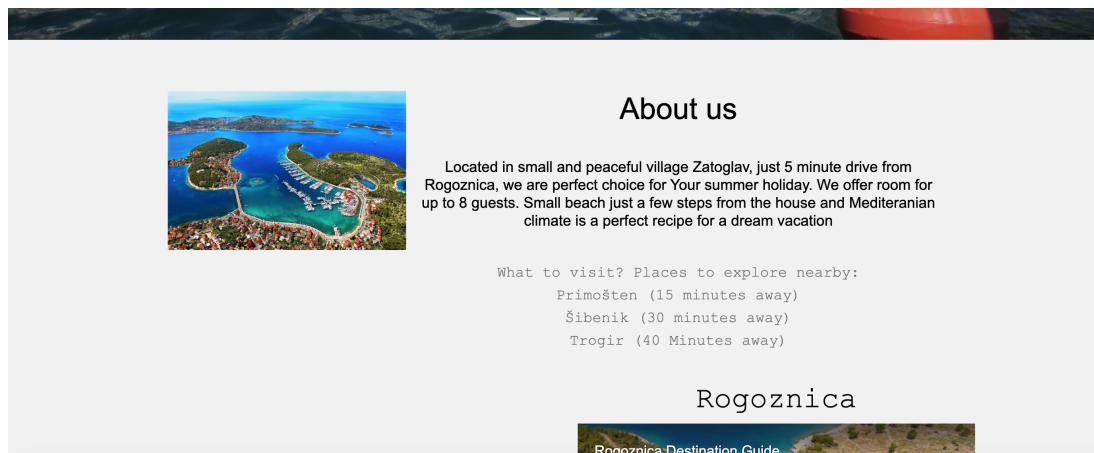 About us
Located in small and peaceful village Zatoglav, just 5 minute drive from
Rogoznica, we are perfect choice for Your summer holiday. We offer room for
up to 8 guests. Small beach just a few steps from the house and Mediteranian
climate is a perfect recipe for a dream vacation
What to visit? Places to explore nearby:
Primošten (15 minutes away)
Šibenik (30 minutes away)
Trogir (40 Minutes away)
Rogoznica
Rogoznica Destination Guide